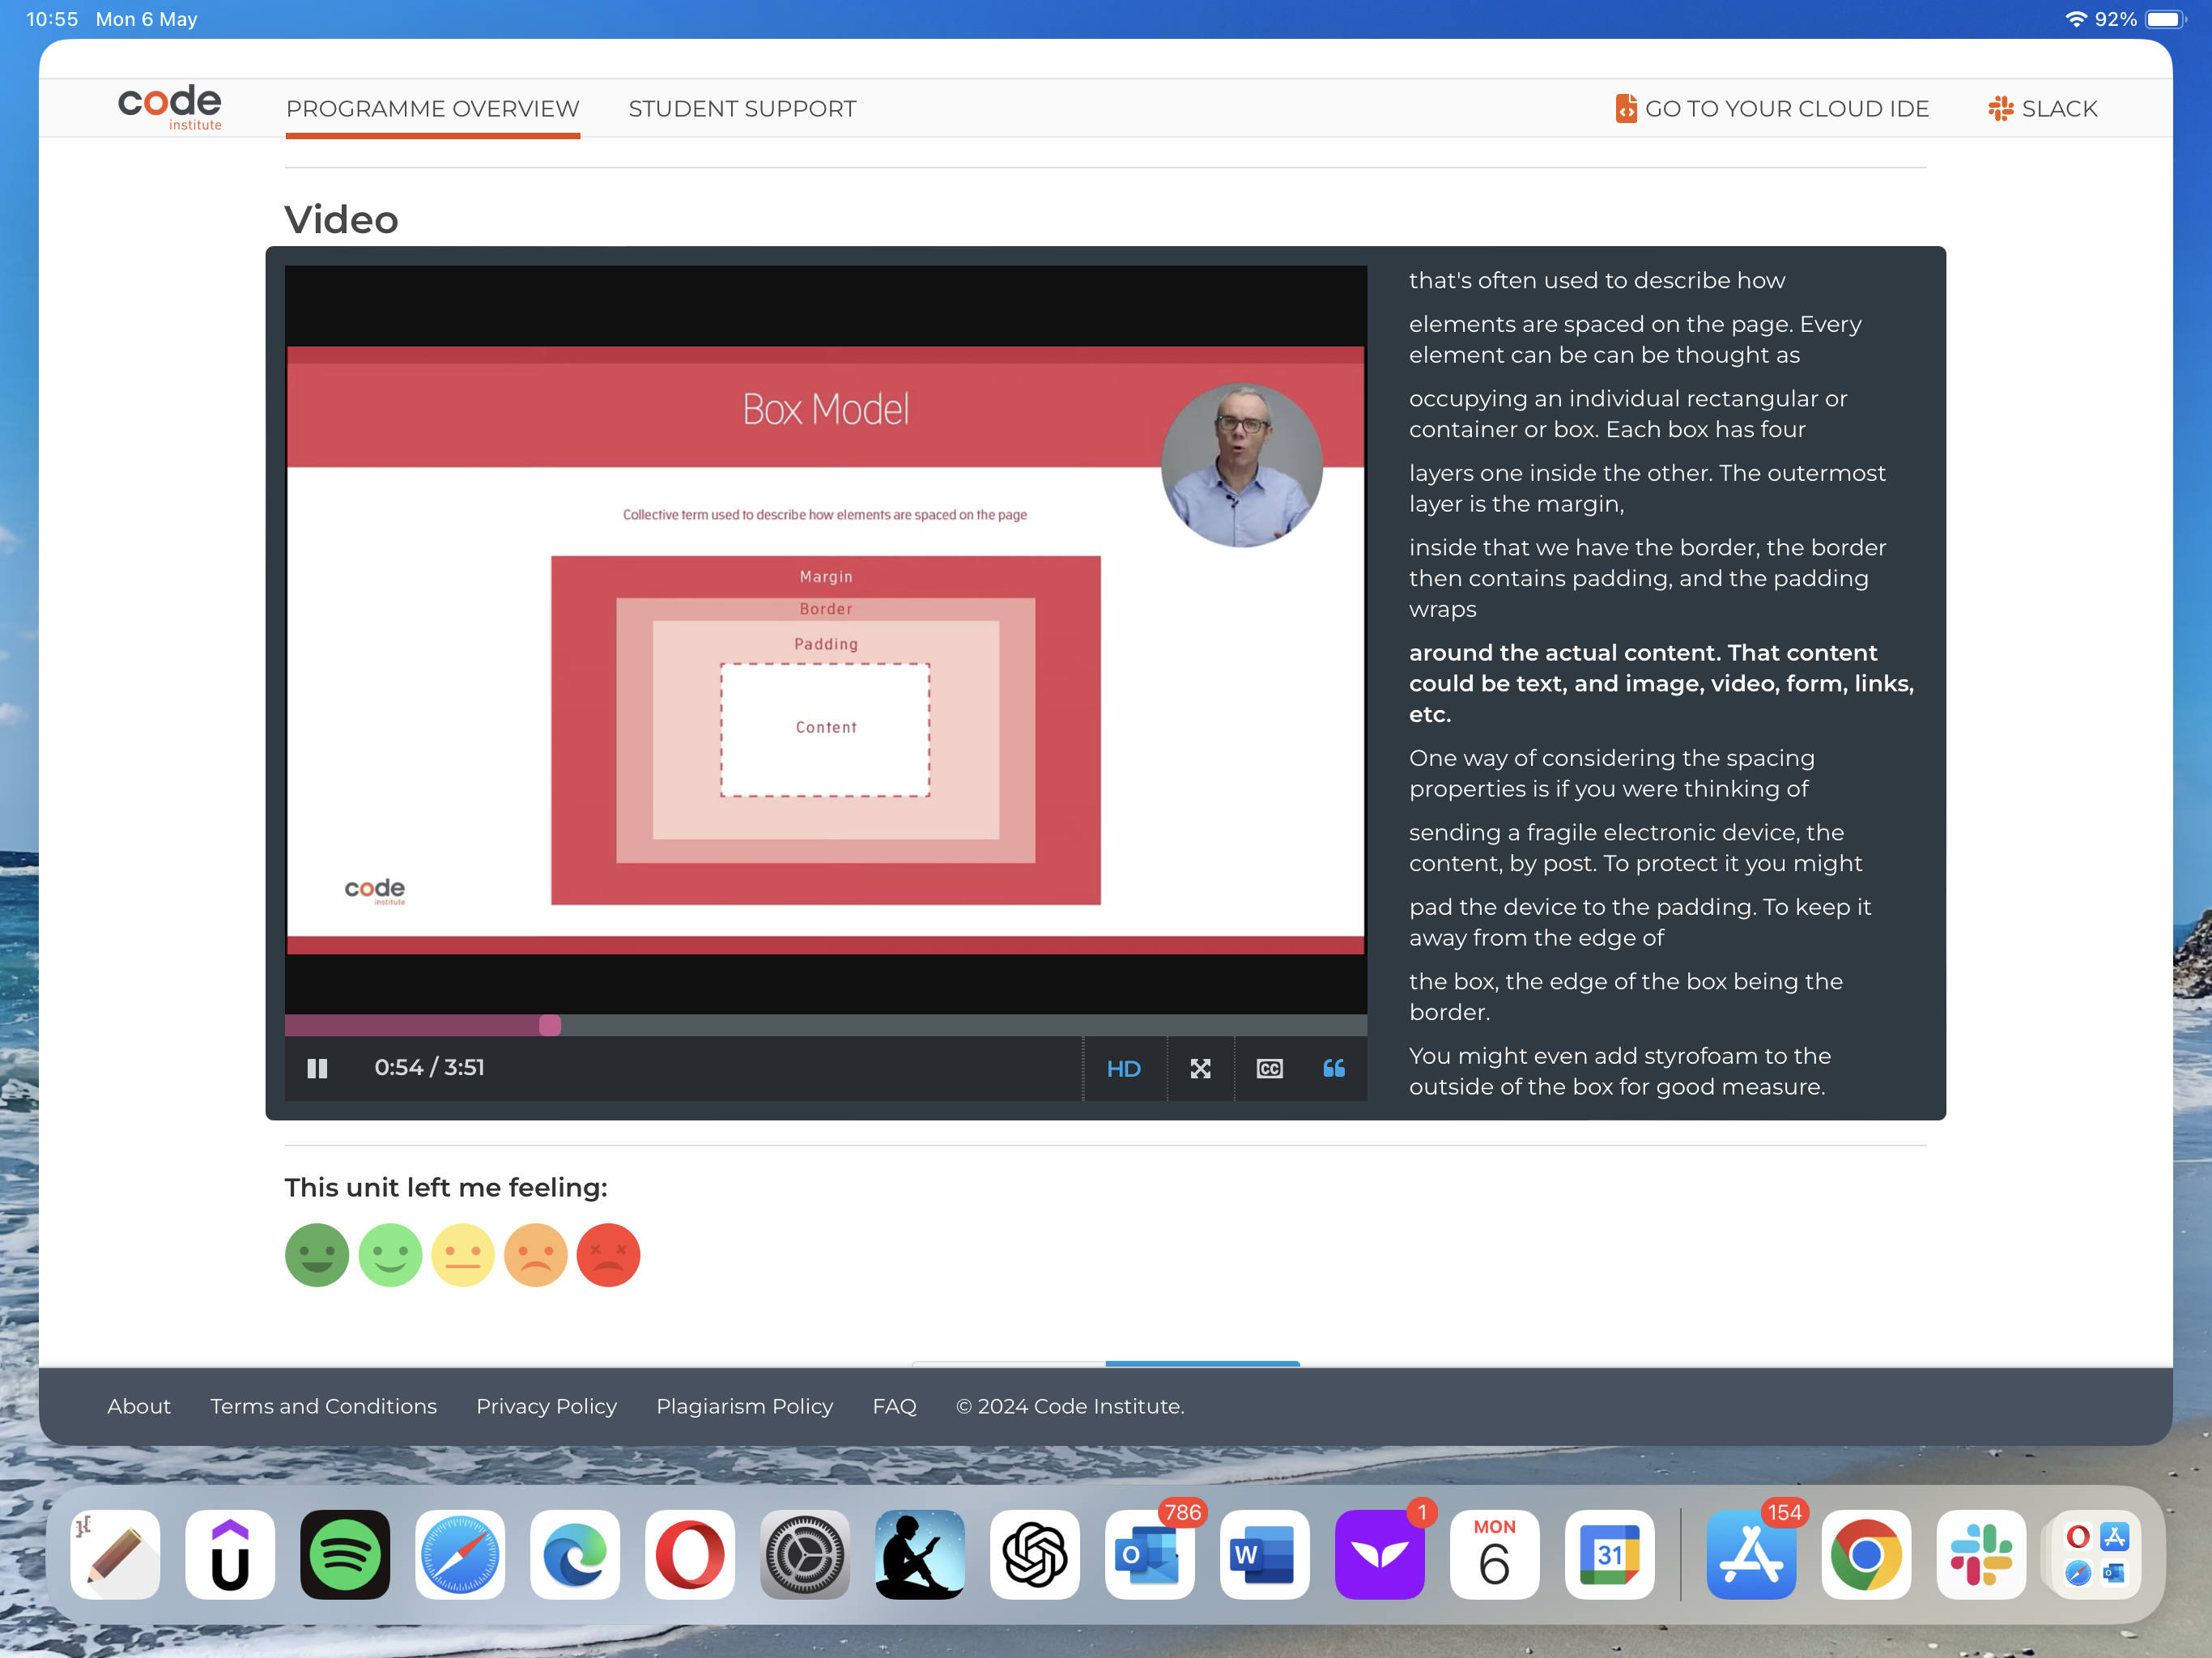 10:55 Mon 6 May
92%
code
institute
PROGRAMME OVERVIEW
STUDENT SUPPORT
GO TO YOUR CLOUD IDE
SLACK
Video
Box Model
Collective term used to describe how elements are spaced on the page
Margin
Border
Padding
Content
code
institute
0:54 / 3:51
HD
CC
that's often used to describe how
elements are spaced on the page. Every
element can be can be thought as
occupying an individual rectangular or
container or box. Each box has four
layers one inside the other. The outermost
layer is the margin,
inside that we have the border, the border
then contains padding, and the padding
wraps
around the actual content. That content
could be text, and image, video, form, links,
etc.
One way of considering the spacing
properties is if you were thinking of
sending a fragile electronic device, the
content, by post. To protect it you might
pad the device to the padding. To keep it
away from the edge of
the box, the edge of the box being the
border.
You might even add styrofoam to the
outside of the box for good measure.
This unit left me feeling:
About
Terms and Conditions
Privacy Policy
Plagiarism Policy
FAQ
© 2024 Code Institute.
786
1
154
U
O
W
MON
6
31